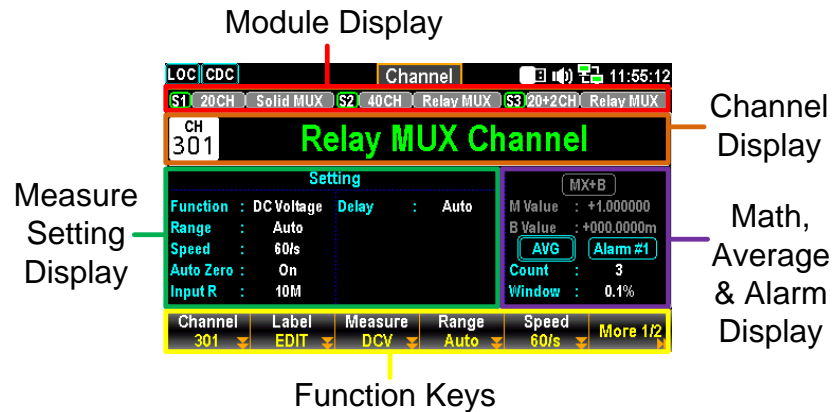 Module Display
LOC CDC Channel 11:55:12
S1 20CH Solid MUX S2 40CH Relay MUX S3 20+2CH Relay MUX
CH
301
Relay MUX Channel
Channel
Display
Measure
Setting
Display
Setting
Function : DC Voltage Delay : Auto
Range : Auto
Speed : 60/s
Auto Zero : On
Input R : 10M
MX+B
M Value : +1.000000
B Value : +000.0000m
AVG Alarm #1
Count : 3
Window : 0.1%
Math,
Average
& Alarm
Display
Channel Label Measure Range Speed More 1/2
301 EDIT DCV Auto 60/s
Function Keys